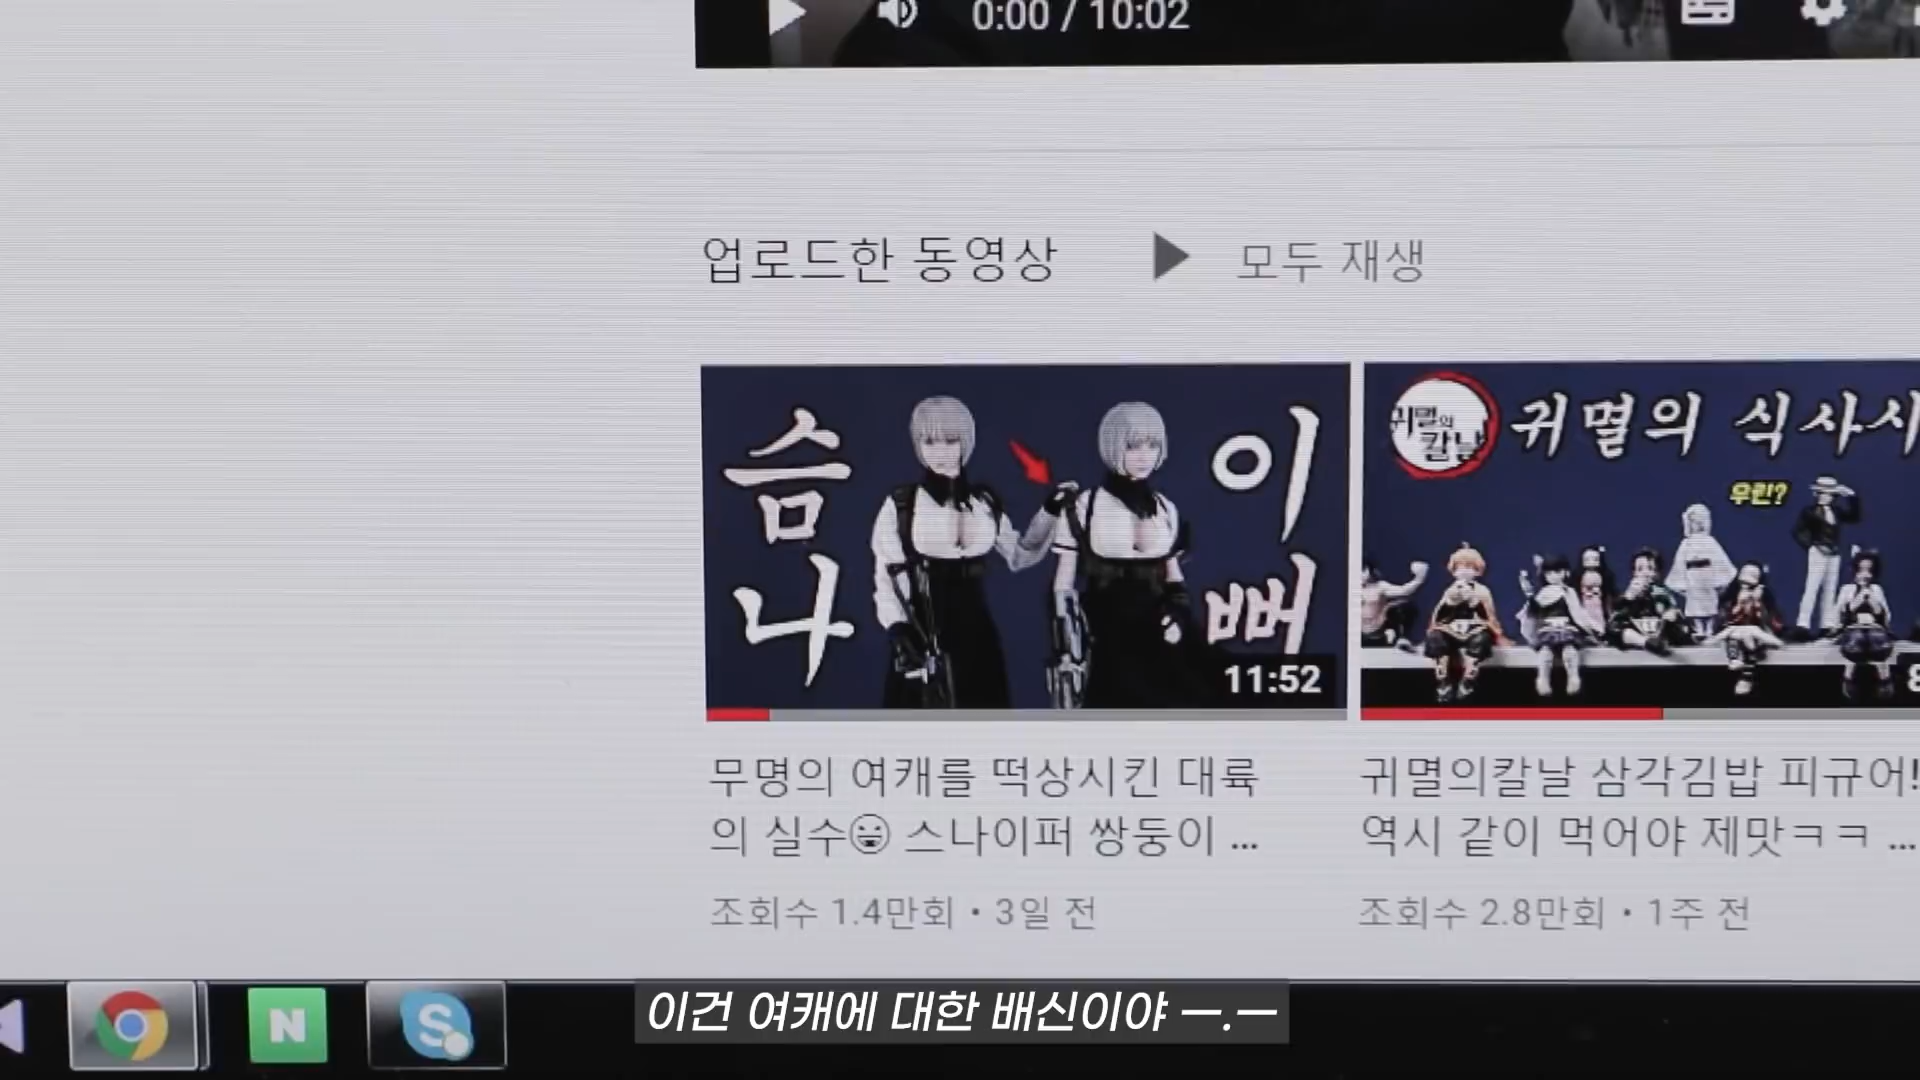 0:00 / 10:02
업로드한 동영상 ▶ 모두 재생
슴 이
나 뻐
11:52
귀멸의 칼날
귀멸의 식사시
우린?
8
무명의 여캐를 떡상시킨 대륙
의 실수😀 스나이퍼 쌍둥이 ...
조회수 1.4만회 • 3일 전
귀멸의칼날 삼각김밥 피규어!
역시 같이 먹어야 제맛ㅋㅋ ...
조회수 2.8만회 • 1주 전
N
S
이건 여캐에 대한 배신이야 ㅡ.ㅡ